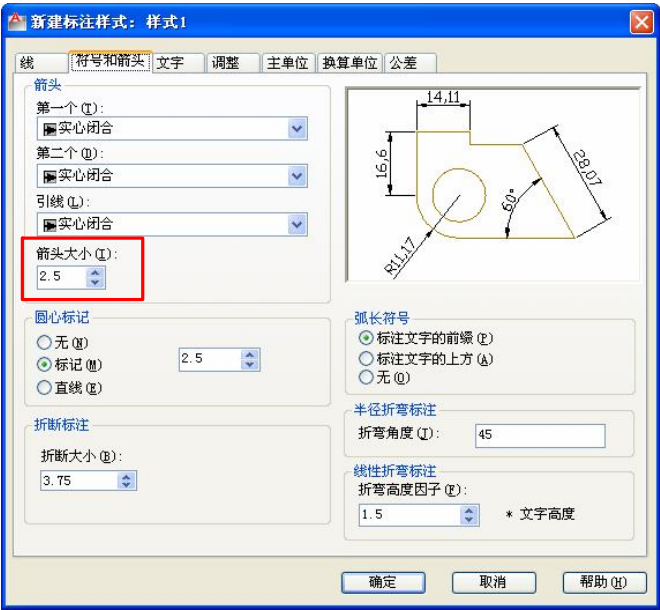 新建标注样式: 样式1
线 符号和箭头 文字 调整 主单位 换算单位 公差
箭头
第一个(T):
实心闭合
第二个(D):
实心闭合
引线(L):
实心闭合
箭头大小(I):
2.5
14,11
16,6
28,07
60°
R11,17
圆心标记
无(N)
标记(M)
2.5
直线(E)
弧长符号
标注文字的前缀(P)
标注文字的上方(A)
无(O)
折断标注
折断大小(B):
3.75
半径折弯标注
折弯角度(J):
45
线性折弯标注
折弯高度因子(F):
1.5
* 文字高度
确定 取消 帮助(H)